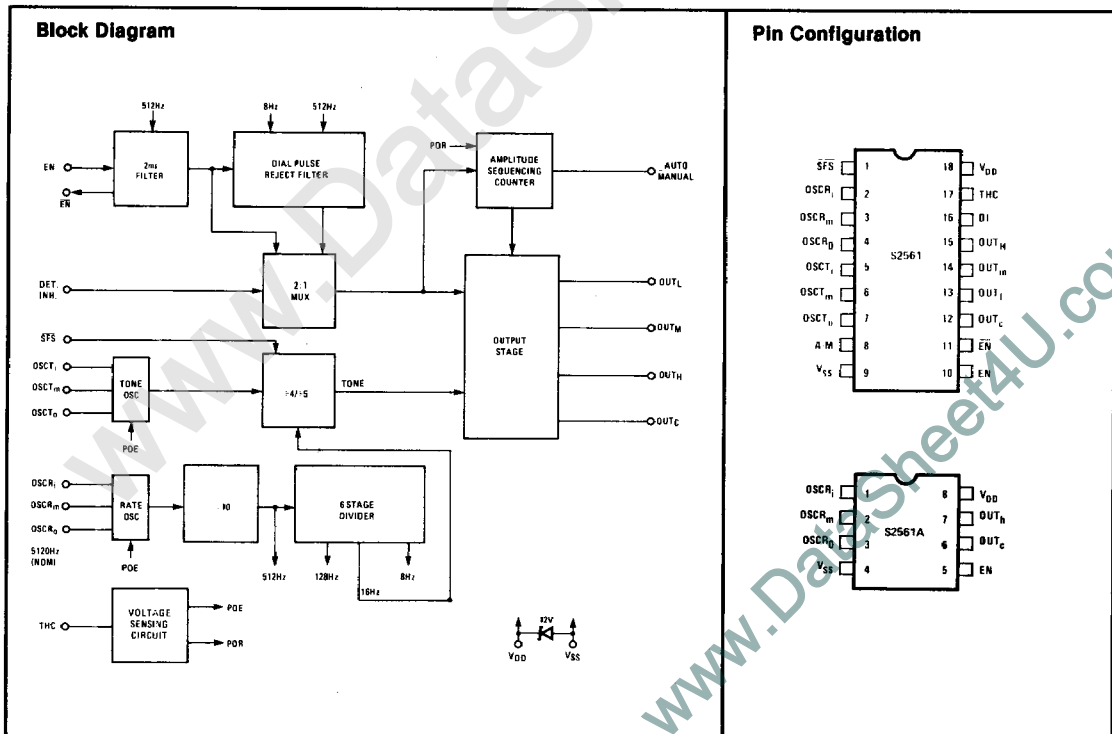 Block Diagram
512Hz
8Hz
512Hz
EN
EN
2ms
FILTER
DIAL PULSE
REJECT FILTER
POR
AMPLITUDE
SEQUENCING
COUNTER
AUTO
MANUAL
DET.
INH.
2:1
MUX
SFS
OSCTi
OSCTm
OSCTo
TONE
OSC
POE
÷4/÷5
TONE
OUTPUT
STAGE
OUTL
OUTM
OUTH
OUTC
OSCRi
OSCRm
OSCRo
5120Hz
(NOM)
RATE
OSC
POE
÷10
6 STAGE
DIVIDER
512Hz
128Hz
16Hz
8Hz
THC
VOLTAGE
SENSING
CIRCUIT
POE
POR
12V
VDD
VSS
Pin Configuration
SFS 1 18 VDD
OSCRi 2 17 THC
OSCRm 3 16 DI
OSCRO 4 15 OUTH
S2561
OSCTi 5 14 OUTm
OSCTm 6 13 OUTl
OSCTo 7 12 OUTc
A/M 8 11 EN
VSS 9 10 EN
OSCRi 1 8 VDD
OSCRm 2 7 OUTh
S2561A
OSCRO 3 6 OUTc
VSS 4 5 EN
www.DataS
www.DataSheet4U.co